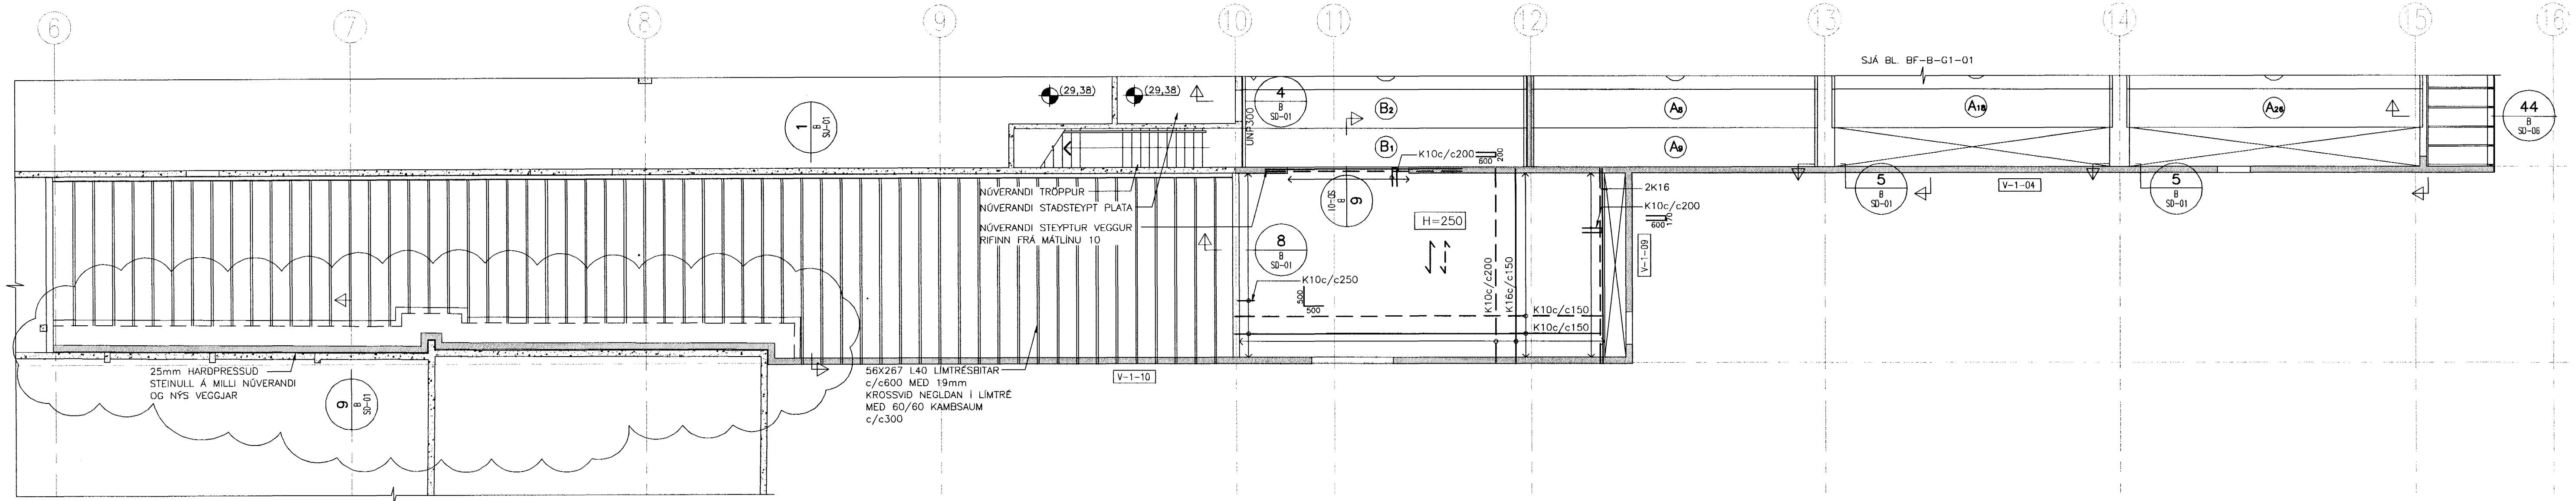 6 7 8 9 10 11 12 13 14 15 16
SJÁ BL. BF-B-G1-01
(29,38) (29,38)
1
B
SU-01
4
B
SD-01
UNP300
B2 A8 A18 A26
B1 A9
44
B
SD-06
K10c/c200 600 200
NÚVERANDI TRÖPPUR
NÚVERANDI STAÐSTEYPT PLATA
NÚVERANDI STEYPTUR VEGGUR
RIFINN FRÁ MÁTLÍNU 10
9
B
SD-01
H=250
2K16
K10c/c200
600 170
V-1-09
5
B
SD-01
V-1-04
5
B
SD-01
8
B
SD-01
K10c/c250
500
500
K10c/c200
K16c/c150
K10c/c150
K10c/c150
25mm HARÐPRESSUÐ
STEINULL Á MILLI NÚVERANDI
OG NÝS VEGGJAR
9
B
SD-01
56X267 L40 LÍMTRÉSBITAR
c/c600 MEÐ 19mm
KROSSVIÐ NEGLDAN Í LÍMTRÉ
MEÐ 60/60 KAMBSAUM
c/c300
V-1-10